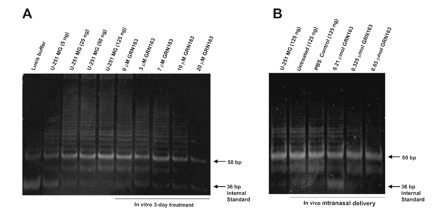 A
Lysis buffer
U-251 MG (5 ng)
U-251 MG (25 ng)
U-251 MG (50 ng)
U-251 MG (125 ng)
0 μM GRN163
3 μM GRN163
7 μM GRN163
10 μM GRN163
20 μM GRN163
50 bp
36 bp
Internal
Standard
In vitro 3-day treatment
B
U-251 MG (125 ng)
Untreated (125 ng)
PBS Control (125 ng)
0.21 μmol GRN163
0.325 μmol GRN163
0.65 μmol GRN163
50 bp
36 bp
Internal
Standard
In vivo intranasal delivery